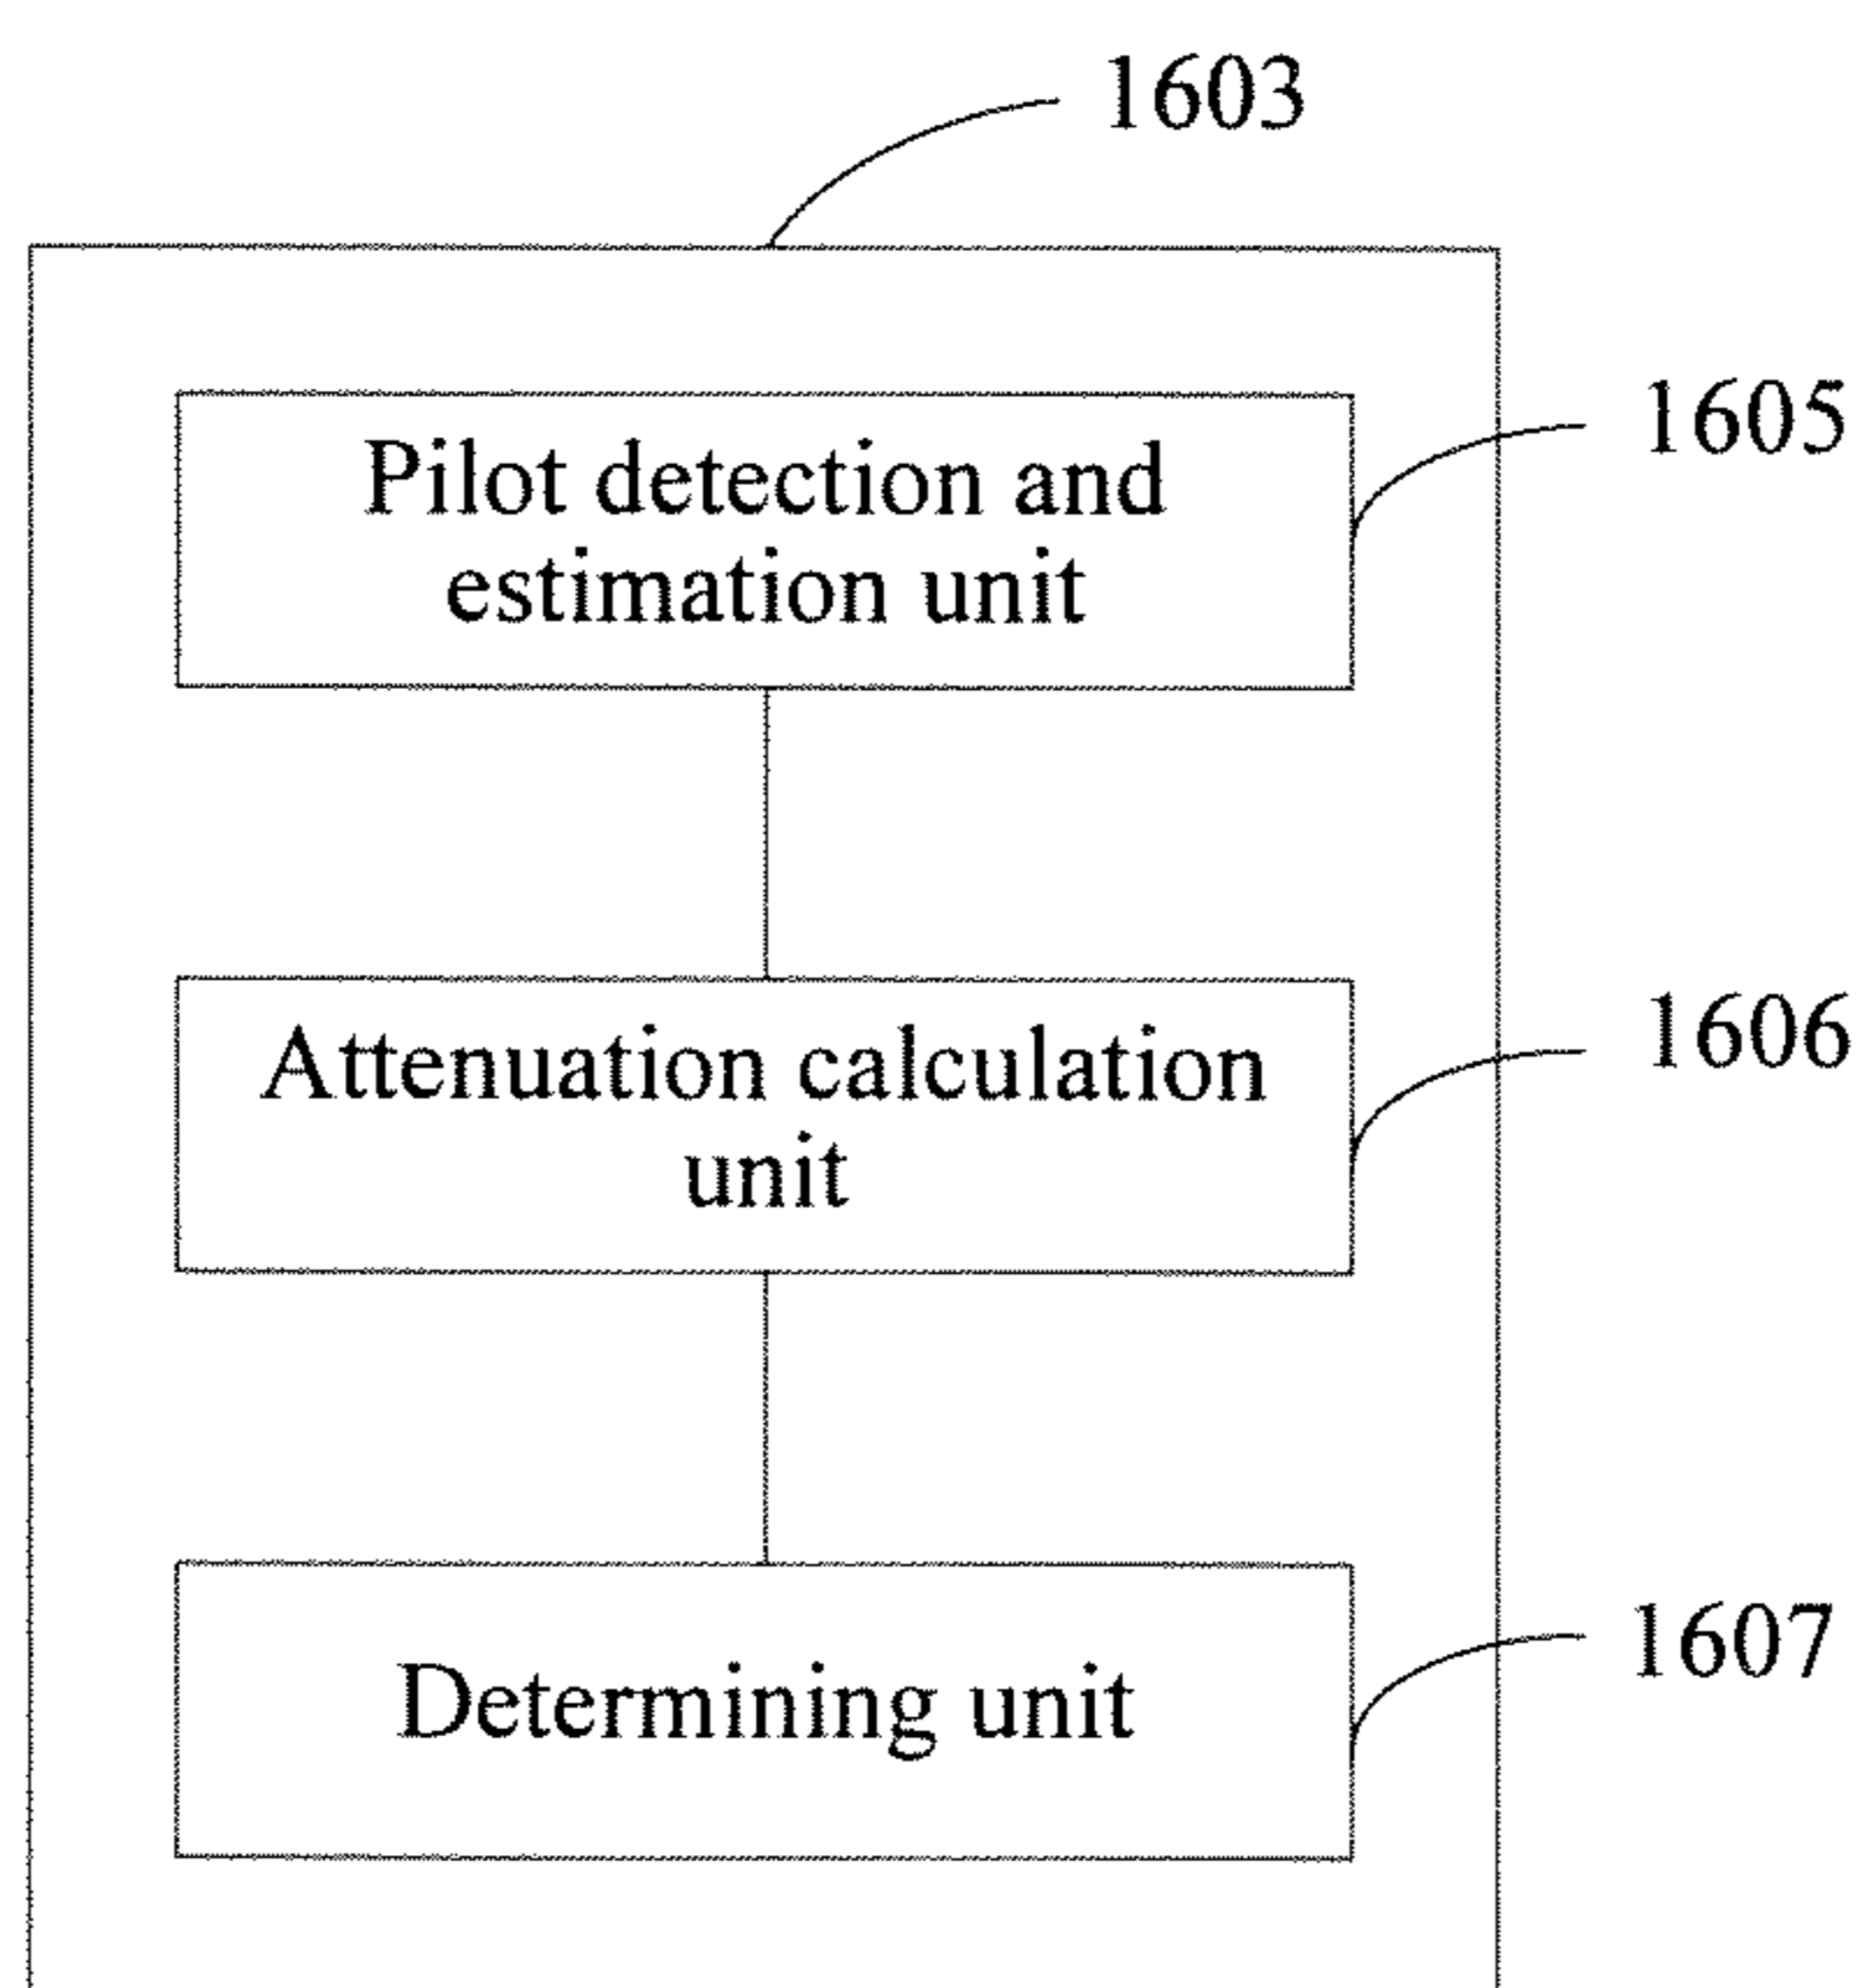 1603
1605
Pilot detection and
estimation unit
1606
Attenuation calculation
unit
1607
Determining unit